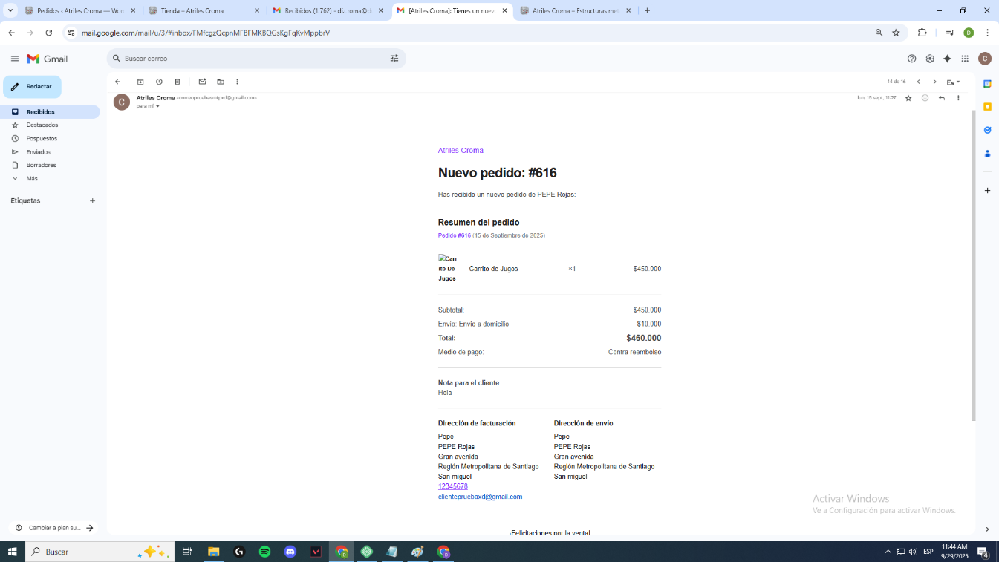 Pedidos ‹ Atriles Croma — Wor
Tienda – Atriles Croma
Recibidos (1.762) - di.croma@di
[Atriles Croma]: Tienes un nuev
Atriles Croma – Estructuras met
mail.google.com/mail/u/3/#inbox/FMfcgzQcpnMFBFMKBQGsKgFqKvMppbrV
D
Gmail
Buscar correo
C
Redactar
14 de 16
Es
Recibidos
Destacados
Pospuestos
Enviados
Borradores
Más
Etiquetas
C
Atriles Croma <correopruebasmtpxd@gmail.com>
lun, 15 sept, 11:27
para mí
Atriles Croma
Nuevo pedido: #616
Has recibido un nuevo pedido de PEPE Rojas:
Resumen del pedido
Pedido #616 (15 de Septiembre de 2025)
Carr
ito De
Jugos
Carrito de Jugos ×1 $450.000
Subtotal: $450.000
Envío: Envio a domicilio $10.000
Total: $460.000
Medio de pago: Contra reembolso
Nota para el cliente
Hola
Dirección de facturación
Pepe
PEPE Rojas
Gran avenida
Región Metropolitana de Santiago
San miguel
12345678
clientepruebaxd@gmail.com
Dirección de envío
Pepe
PEPE Rojas
Gran avenida
Región Metropolitana de Santiago
San miguel
¡Felicitaciones por la venta!
Activar Windows
Ve a Configuración para activar Windows.
Cambiar a plan su...
Buscar
ESP
11:44 AM
9/29/2025
4